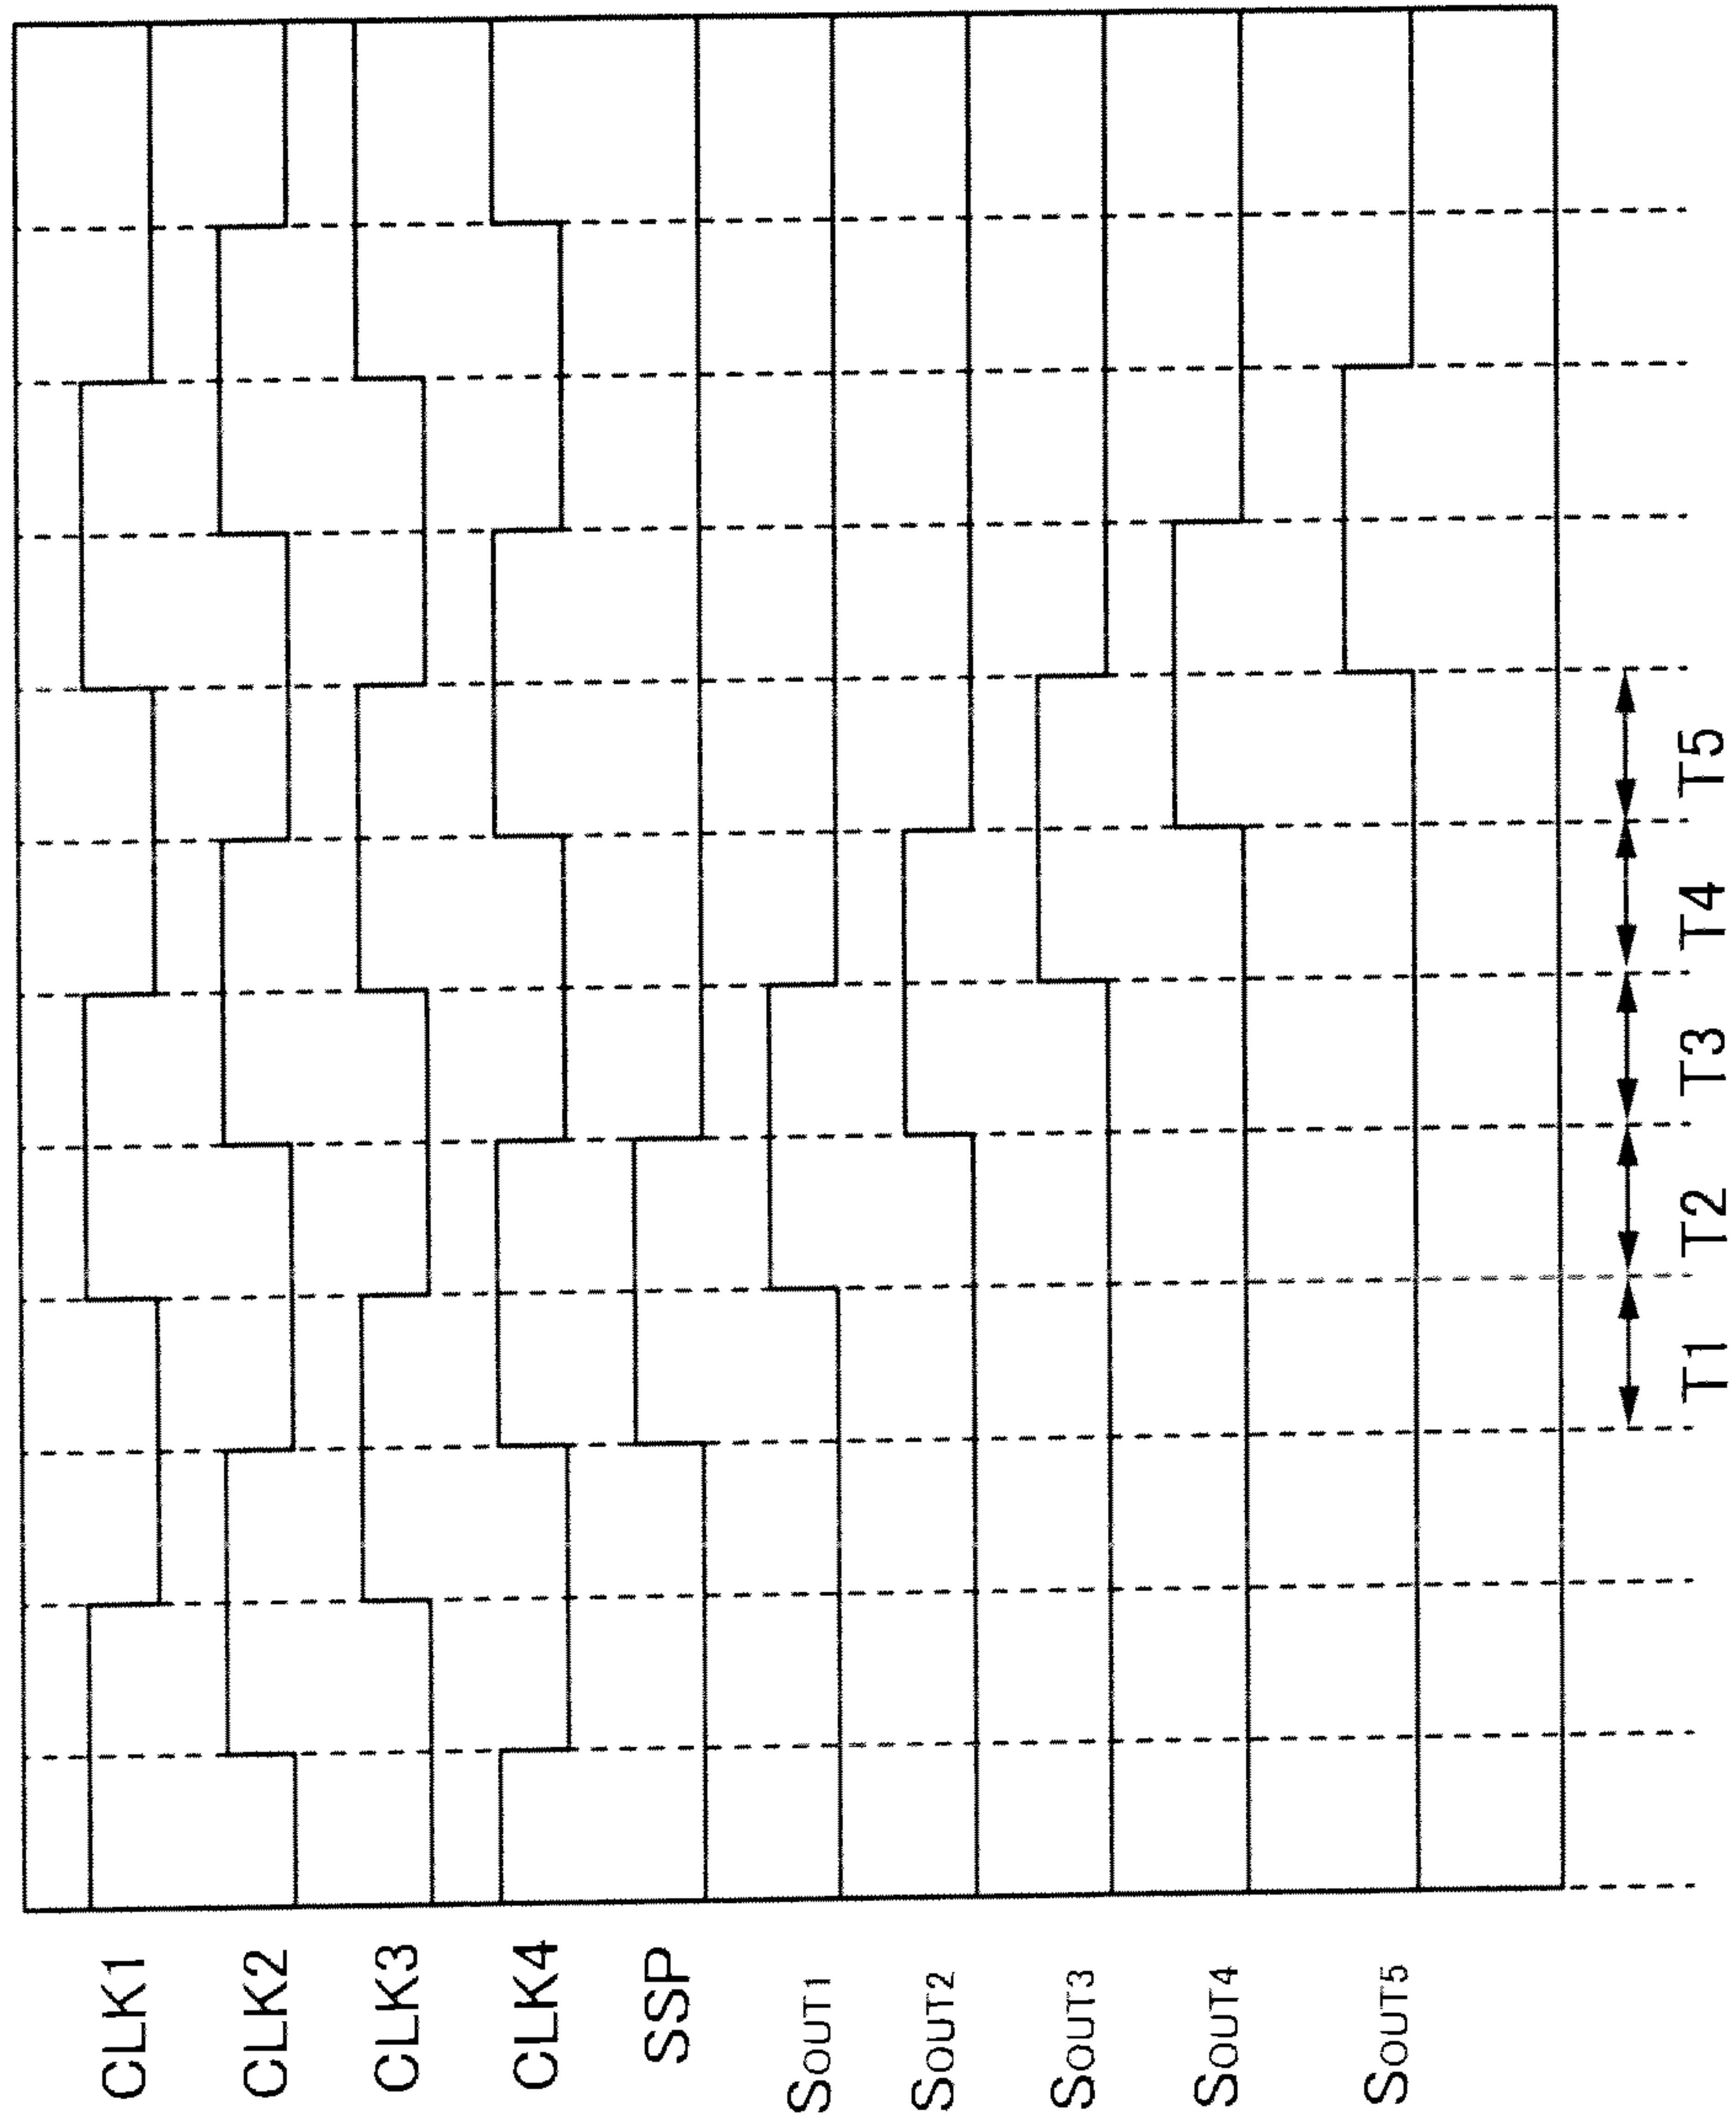 CLK1
CLK2
CLK3
CLK4
SSP
SOUT1
SOUT2
SOUT3
SOUT4
SOUT5
T1 T2 T3 T4 T5